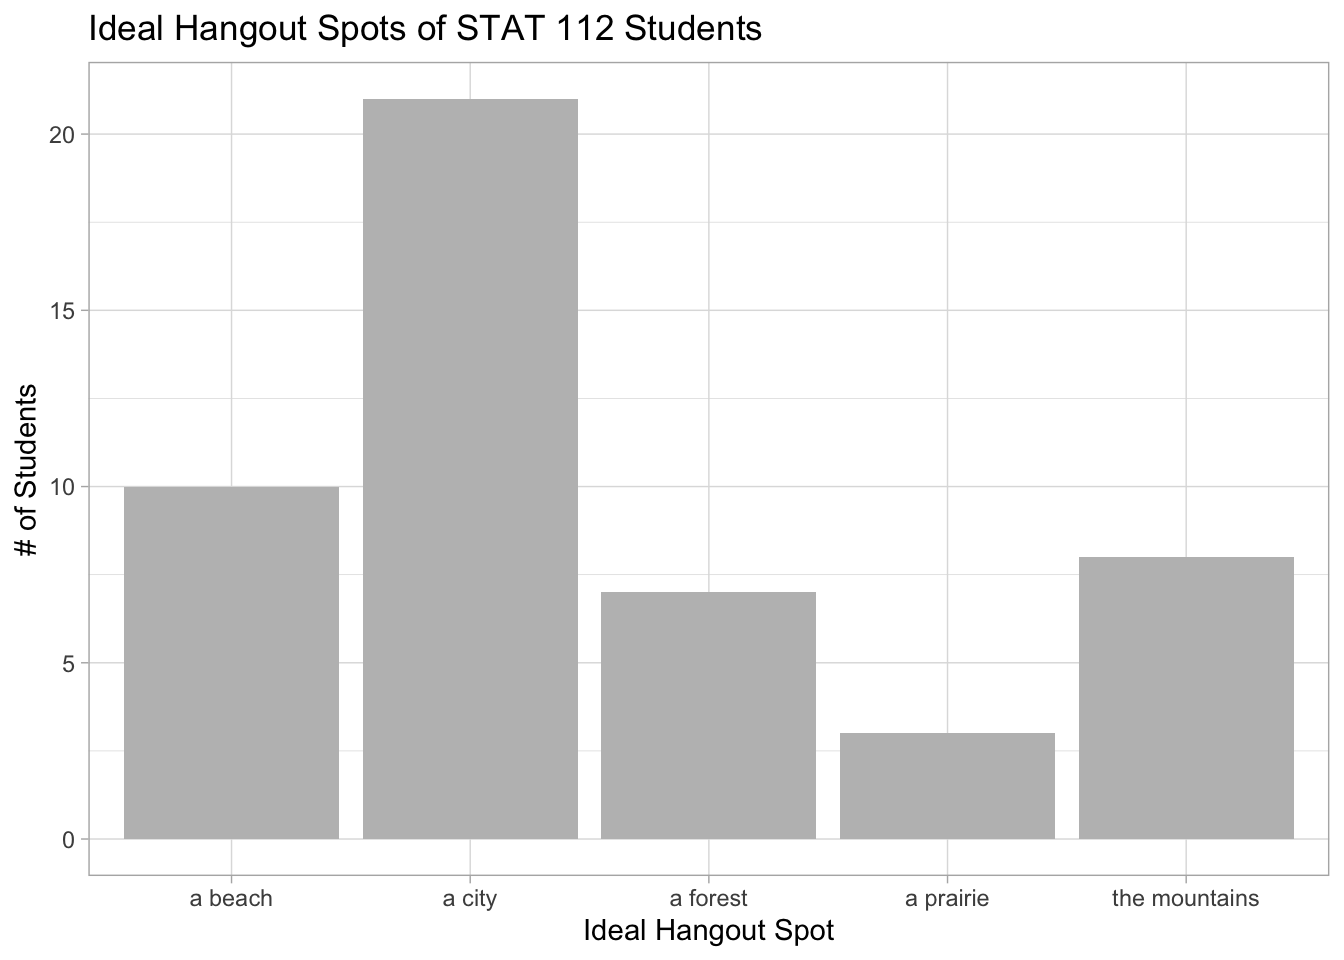 Ideal Hangout Spots of STAT 112 Students
# of Students
20
15
10
5
0
a beach
a city
a forest
a prairie
the mountains
Ideal Hangout Spot